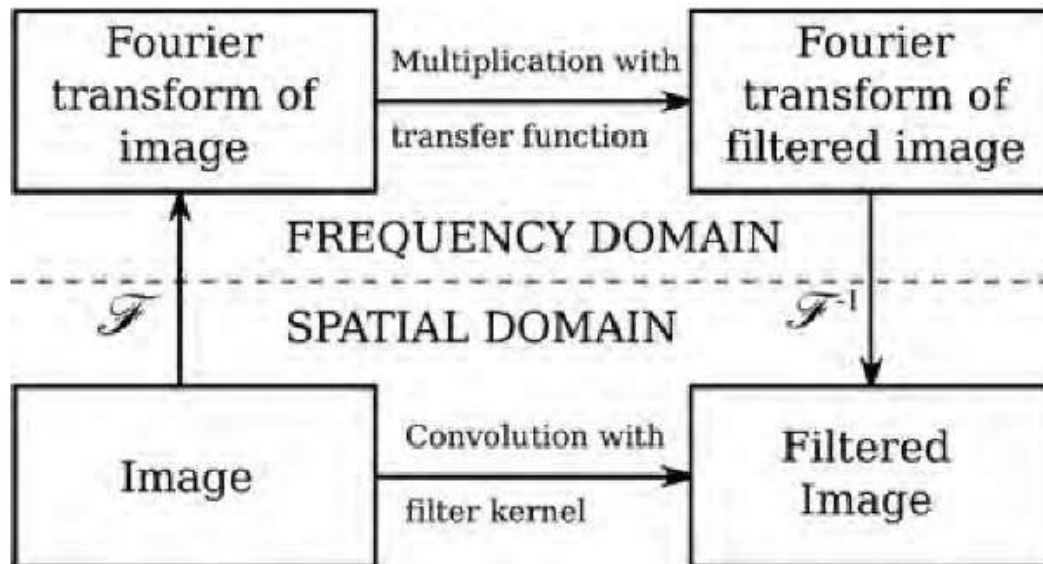 Fourier
transform of
image
Multiplication with
transfer function
Fourier
transform of
filtered image
FREQUENCY DOMAIN
ℱ
ℱ⁻¹
SPATIAL DOMAIN
Image
Convolution with
filter kernel
Filtered
Image